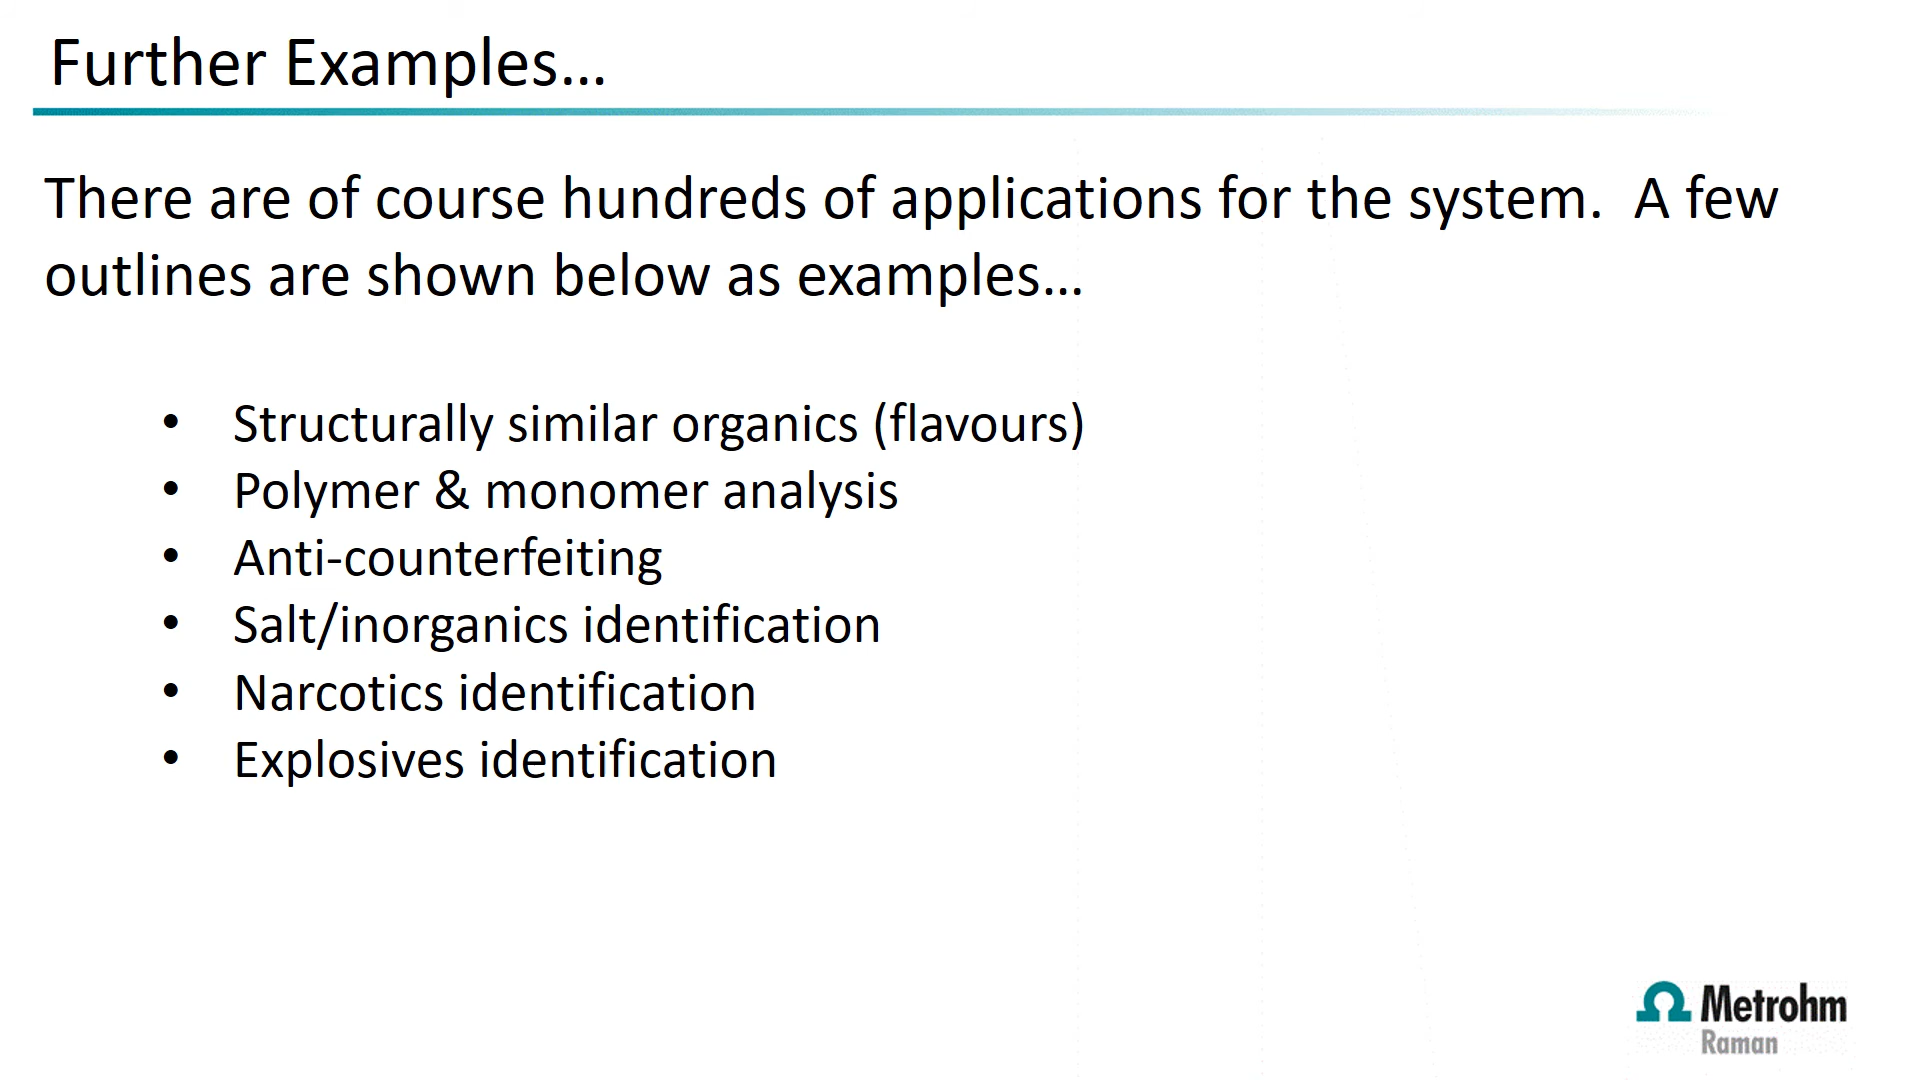 Further Examples…
There are of course hundreds of applications for the system.  A few
outlines are shown below as examples…
• Structurally similar organics (flavours)
• Polymer & monomer analysis
• Anti-counterfeiting
• Salt/inorganics identification
• Narcotics identification
• Explosives identification
Metrohm
Raman